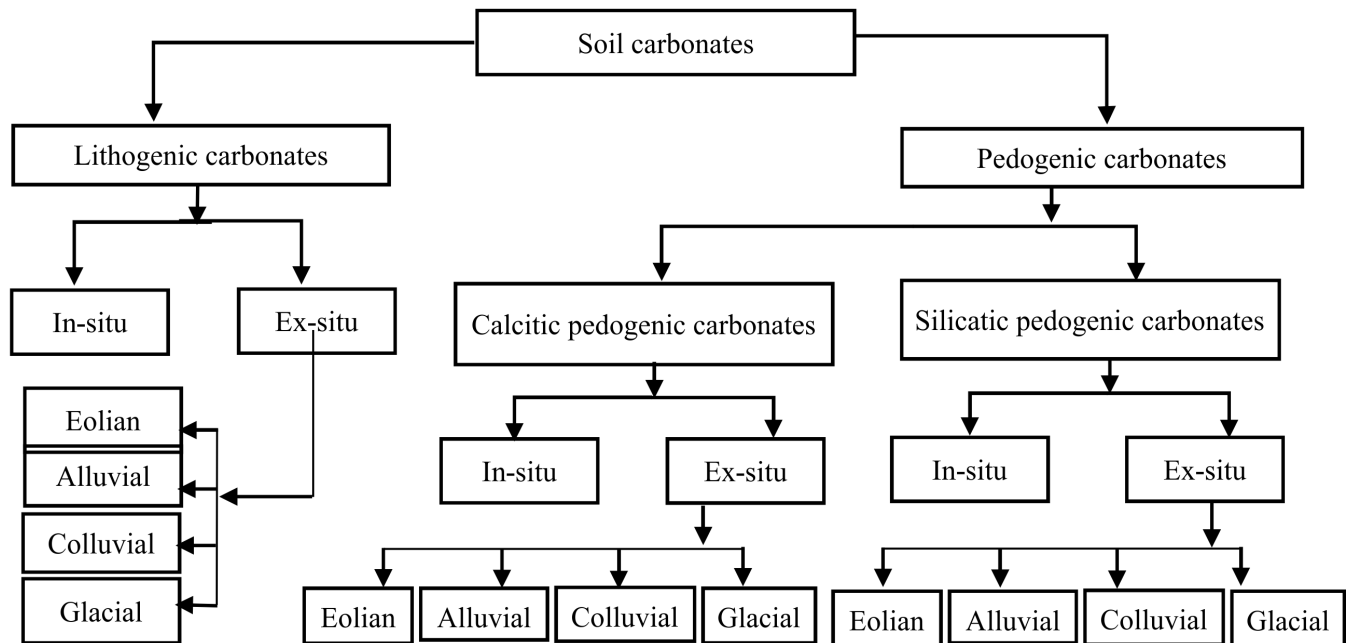 Soil carbonates
Lithogenic carbonates
Pedogenic carbonates
In-situ
Ex-situ
Calcitic pedogenic carbonates
Silicatic pedogenic carbonates
Eolian
Alluvial
Colluvial
Glacial
In-situ
Ex-situ
In-situ
Ex-situ
Eolian
Alluvial
Colluvial
Glacial
Eolian
Alluvial
Colluvial
Glacial